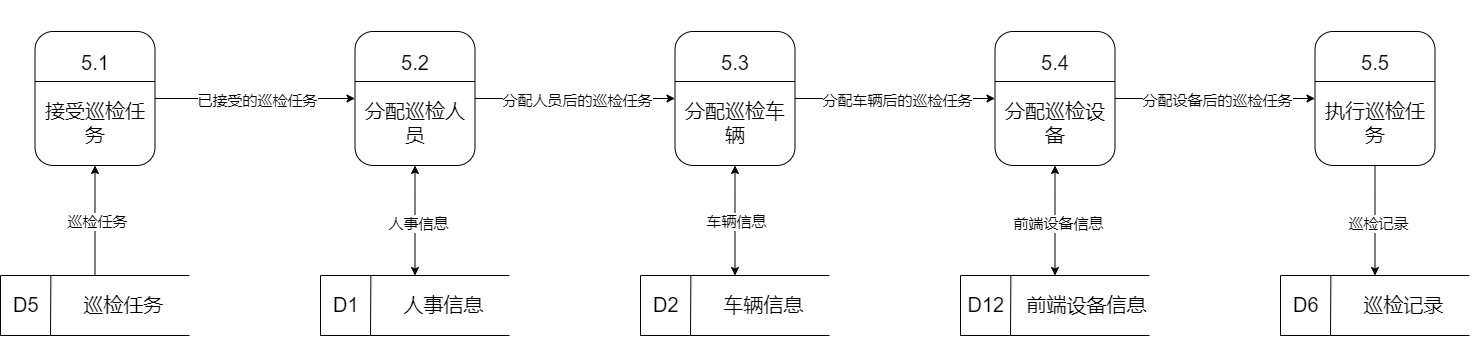 5.1
接受巡检任
务
5.2
分配巡检人
员
5.3
分配巡检车
辆
5.4
分配巡检设
备
5.5
执行巡检任
务
已接受的巡检任务
分配人员后的巡检任务
分配车辆后的巡检任务
分配设备后的巡检任务
巡检任务
人事信息
车辆信息
前端设备信息
巡检记录
D5
巡检任务
D1
人事信息
D2
车辆信息
D12
前端设备信息
D6
巡检记录